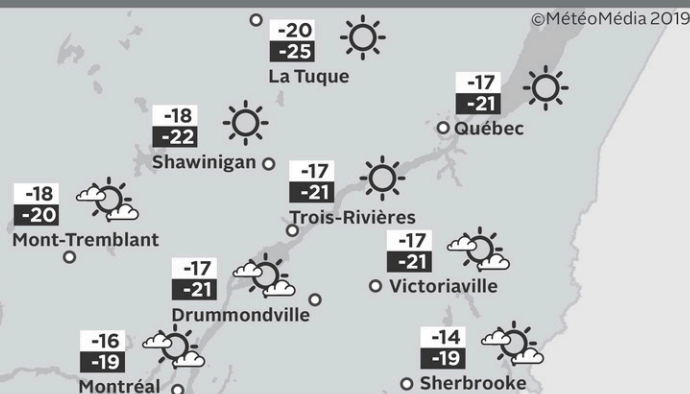 ©MétéoMédia 2019
-20
-25
La Tuque
-17
-21
Québec
-18
-22
Shawinigan
-17
-21
Trois-Rivières
-18
-20
Mont-Tremblant
-17
-21
Victoriaville
-17
-21
Drummondville
-16
-19
Montréal
-14
-19
Sherbrooke